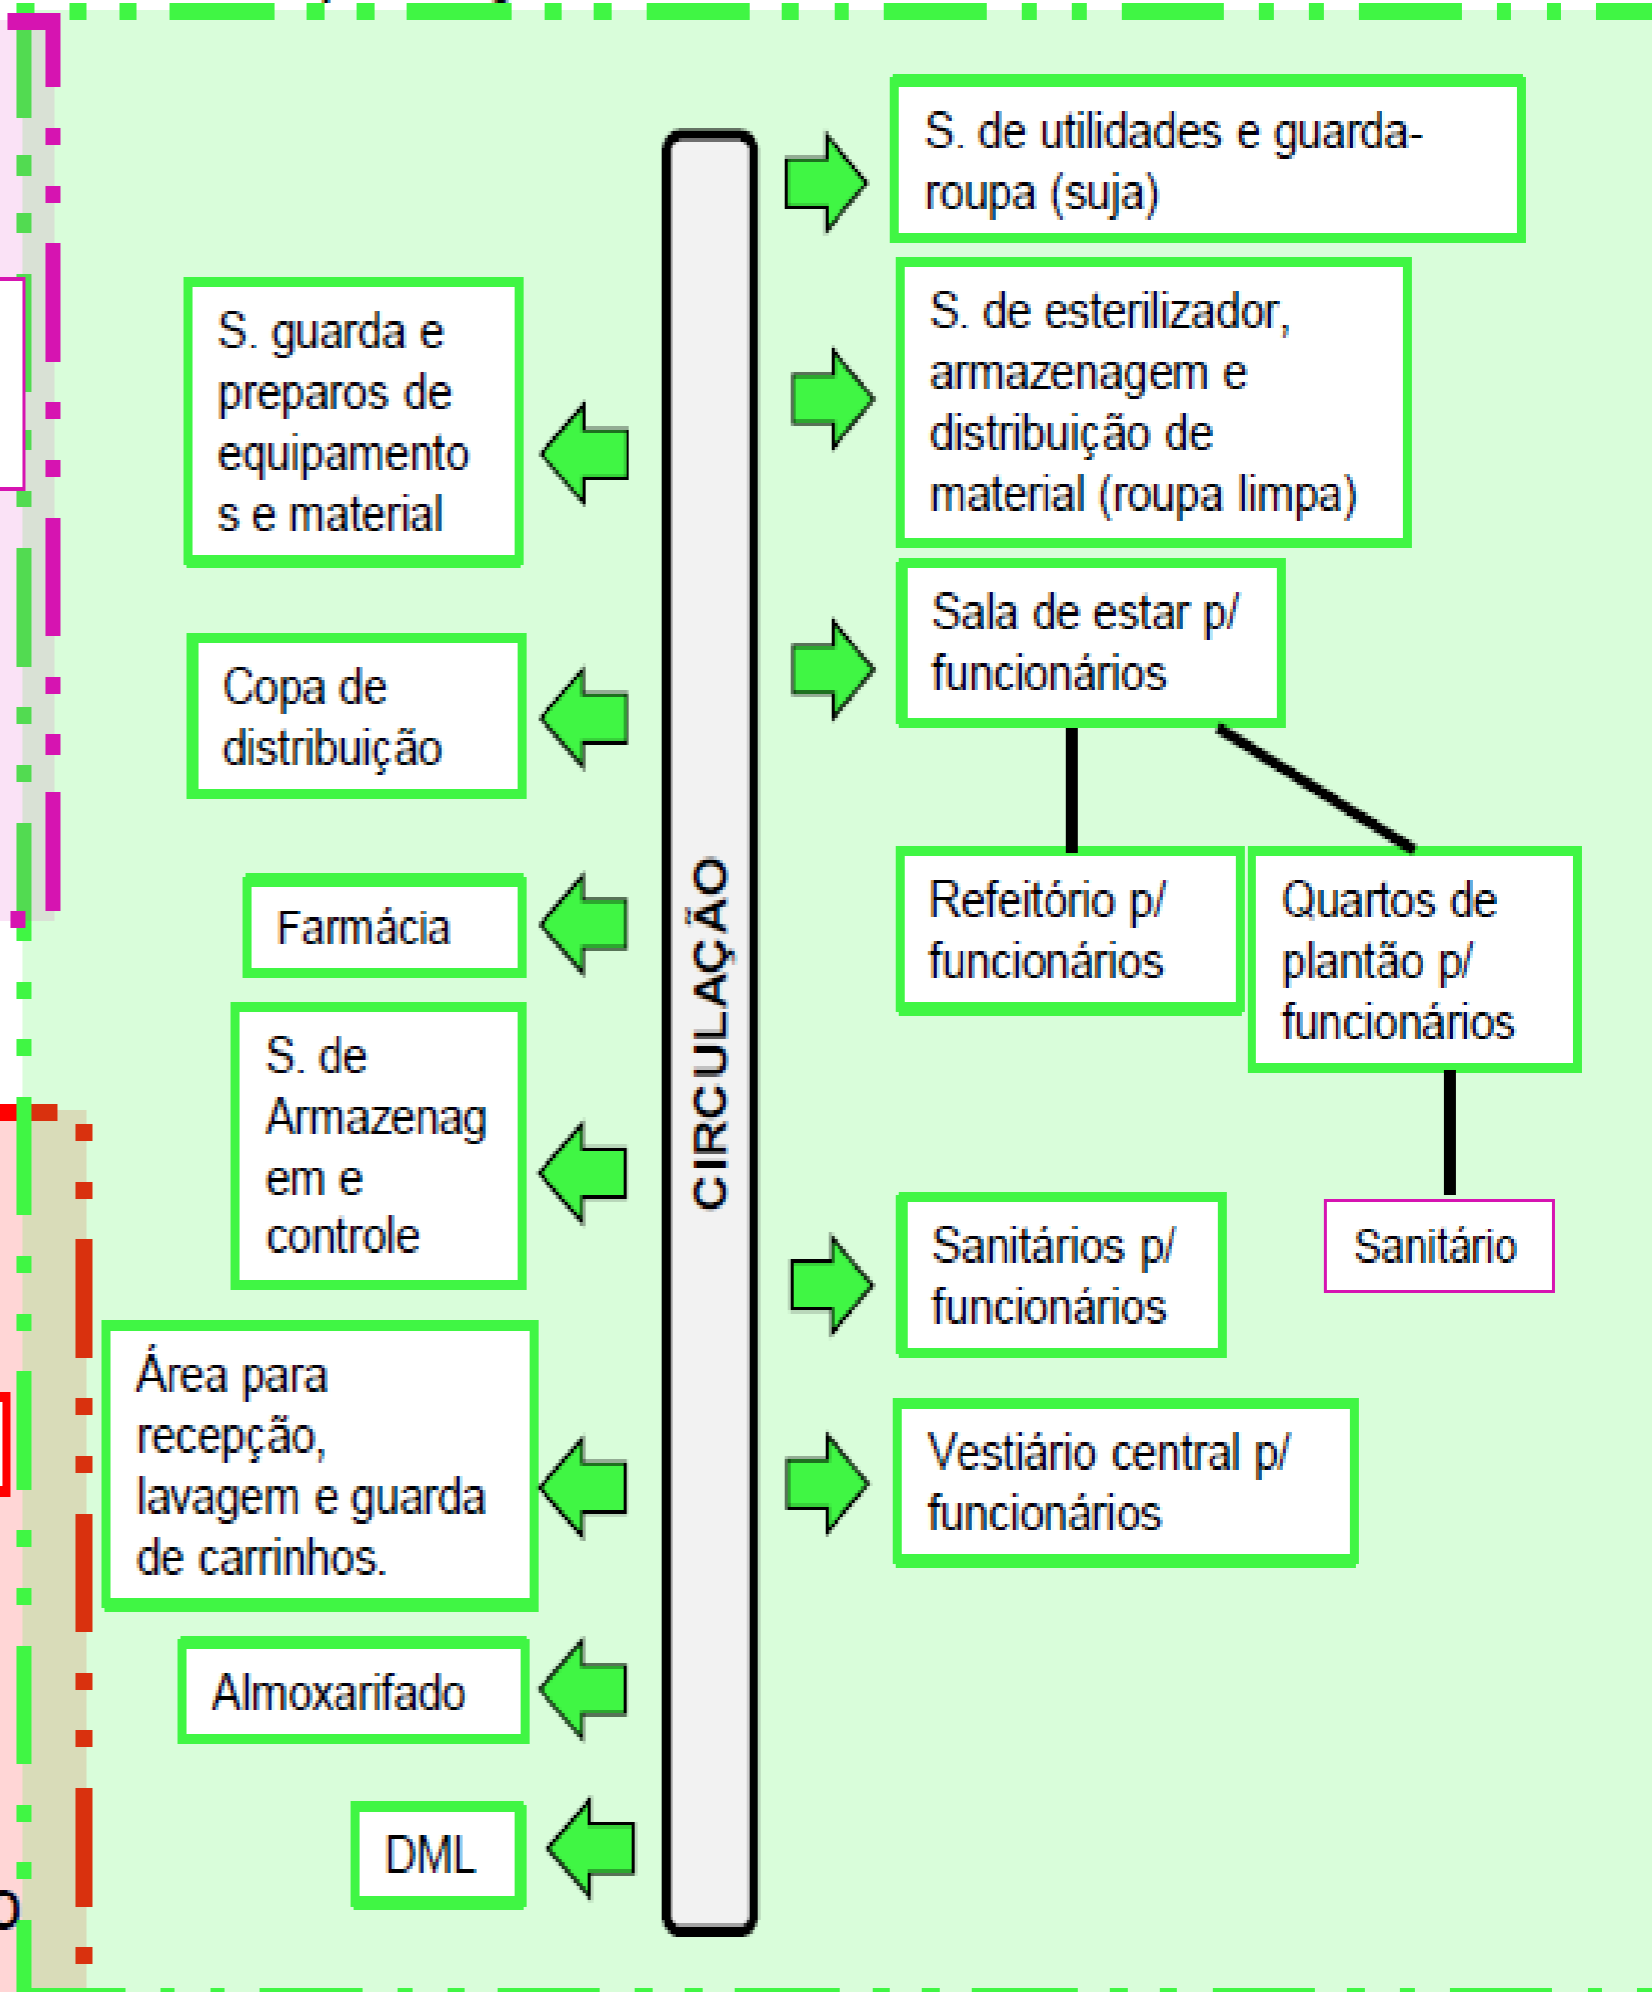 S. de utilidades e guarda-
roupa (suja)
S. de esterilizador,
armazenagem e
distribuição de
material (roupa limpa)
S. guarda e
preparos de
equipamento
s e material
Sala de estar p/
funcionários
Copa de
distribuição
Refeitório p/
funcionários
Quartos de
plantão p/
funcionários
Farmácia
CIRCULAÇÃO
S. de
Armazenag
em e
controle
Sanitários p/
funcionários
Sanitário
Área para
recepção,
lavagem e guarda
de carrinhos.
Vestiário central p/
funcionários
Almoxarifado
DML